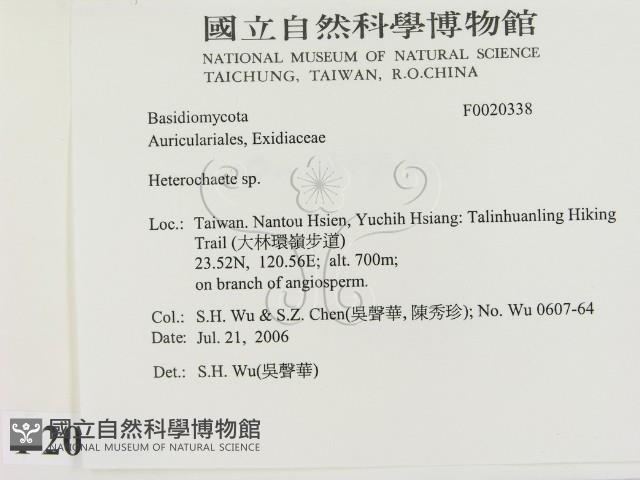 國立自然科學博物館
NATIONAL MUSEUM OF NATURAL SCIENCE
TAICHUNG, TAIWAN, R.O.CHINA
Basidiomycota F0020338
Auriculariales, Exidiaceae
Heterochaete sp.
Loc.: Taiwan. Nantou Hsien, Yuchih Hsiang: Talinhuanling Hiking
Trail (大林環嶺步道)
23.52N, 120.56E; alt. 700m;
on branch of angiosperm.
Col.: S.H. Wu & S.Z. Chen(吳聲華, 陳秀珍); No. Wu 0607-64
Date: Jul. 21, 2006
Det.: S.H. Wu(吳聲華)
國立自然科學博物館
NATIONAL MUSEUM OF NATURAL SCIENCE
20